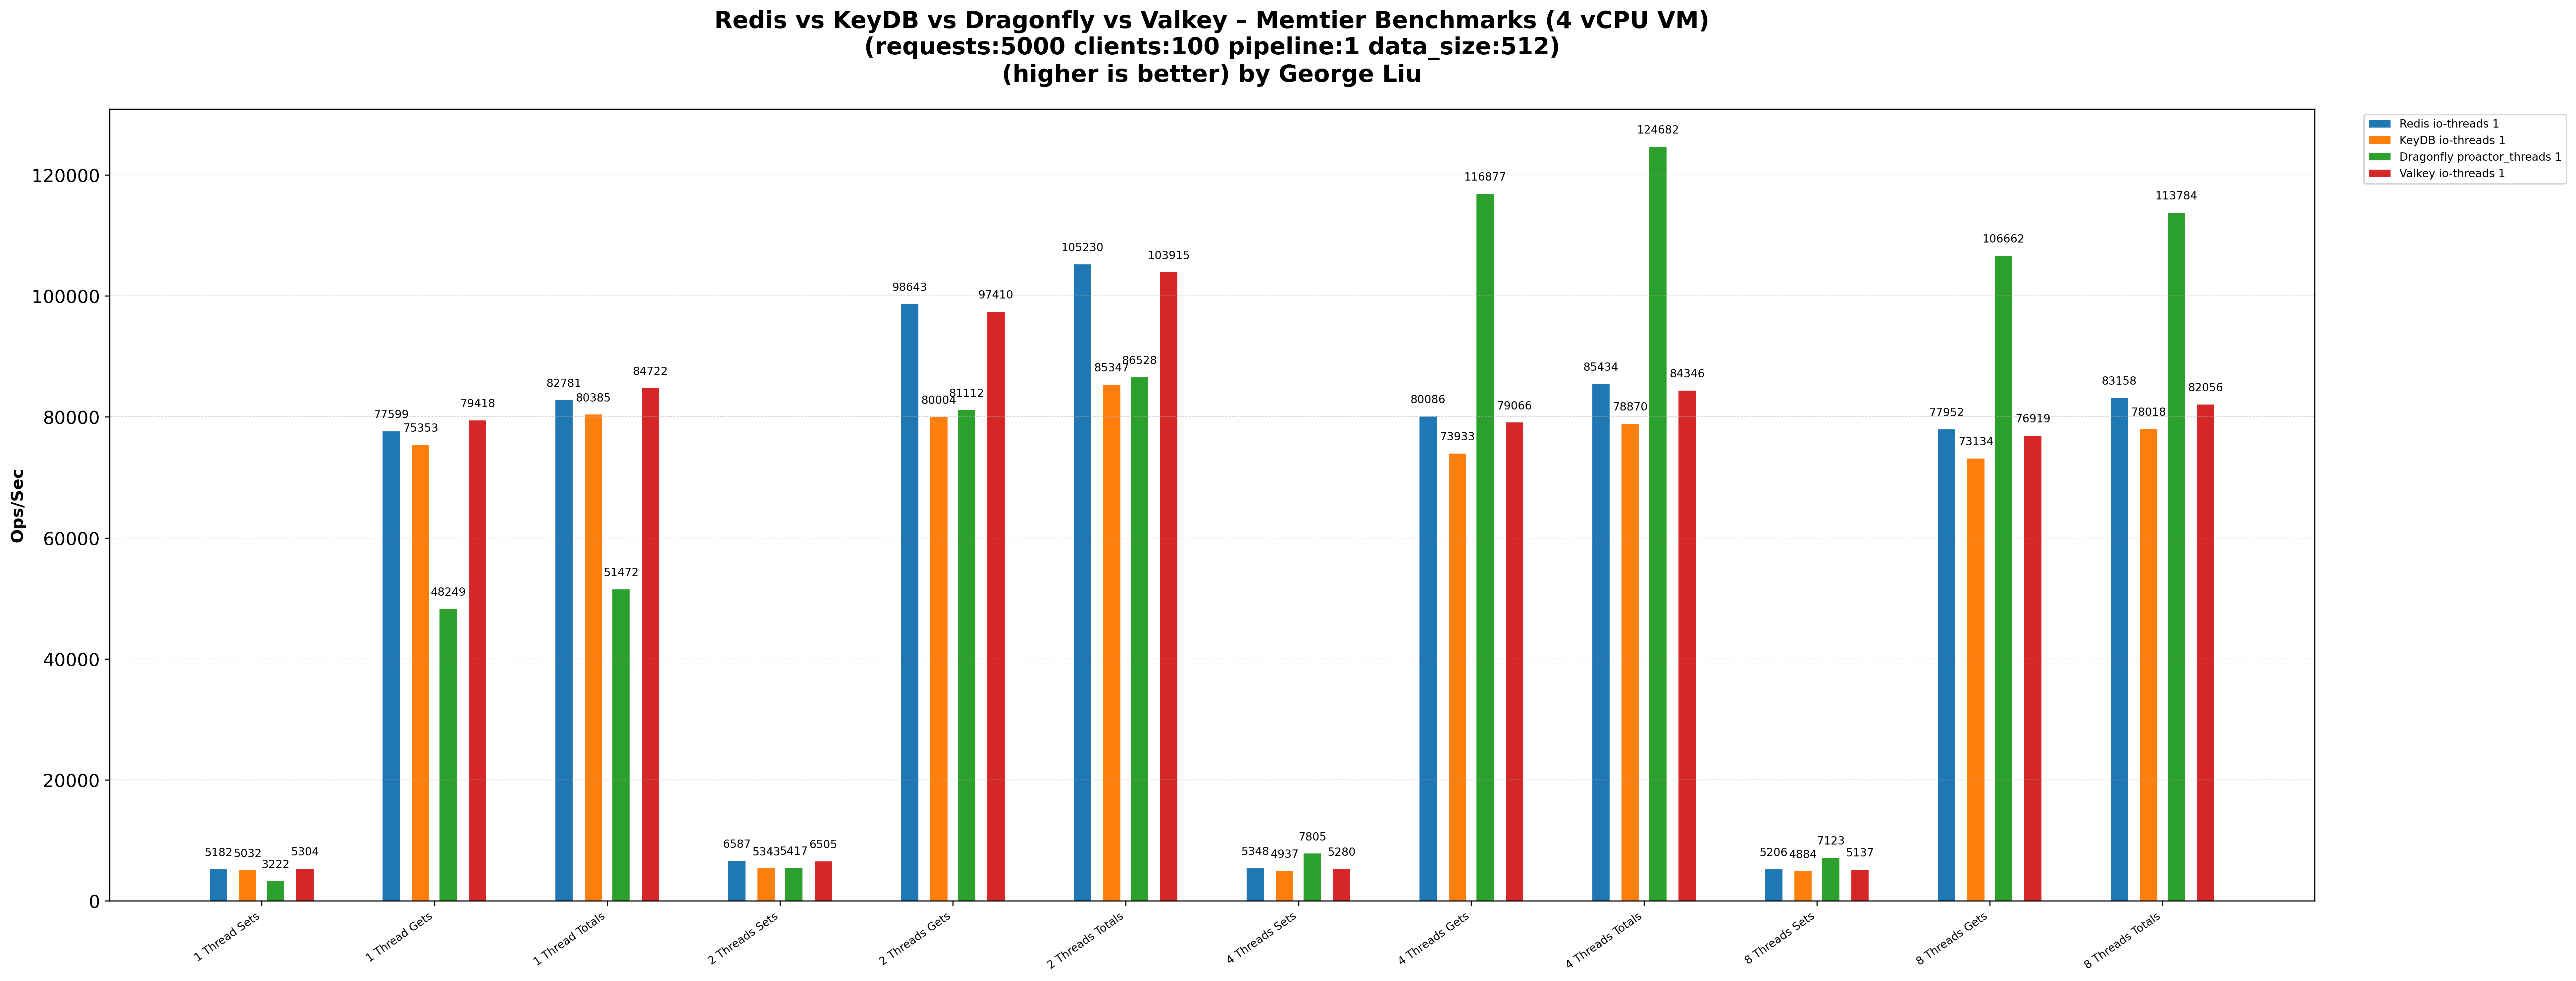 Redis vs KeyDB vs Dragonfly vs Valkey – Memtier Benchmarks (4 vCPU VM)
(requests:5000 clients:100 pipeline:1 data_size:512)
(higher is better) by George Liu
Redis io-threads 1
KeyDB io-threads 1
Dragonfly proactor_threads 1
Valkey io-threads 1
Ops/Sec
120000
100000
80000
60000
40000
20000
0
5182 5032 3222 5304
77599 75353 48249 79418
82781 80385 51472 84722
6587 5343 5417 6505
98643 80004 81112 97410
105230 85347 86528 103915
5348 4937 7805 5280
80086 73933 116877 79066
85434 78870 124682 84346
5206 4884 7123 5137
77952 73134 106662 76919
83158 78018 113784 82056
1 Thread Sets
1 Thread Gets
1 Thread Totals
2 Threads Sets
2 Threads Gets
2 Threads Totals
4 Threads Sets
4 Threads Gets
4 Threads Totals
8 Threads Sets
8 Threads Gets
8 Threads Totals